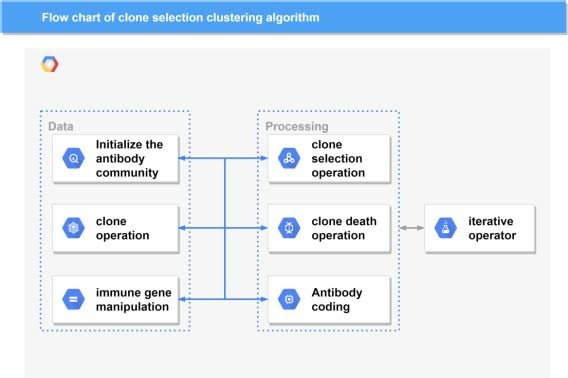 Flow chart of clone selection clustering algorithm
Data
Initialize the
antibody
community
clone
operation
immune gene
manipulation
Processing
clone
selection
operation
clone death
operation
Antibody
coding
iterative
operator